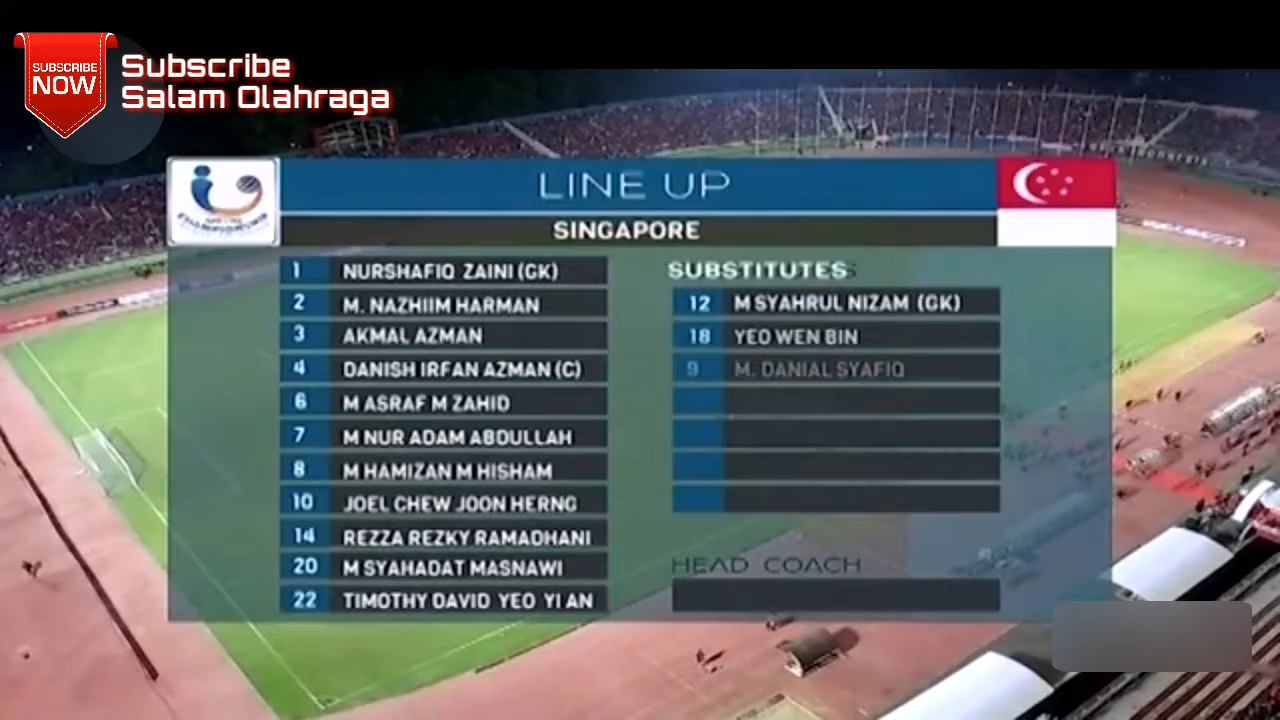 SUBSCRIBE
NOW
Subscribe
Salam Olahraga
LINE UP
SINGAPORE
1 NURSHAFIQ ZAINI (GK)
2 M. NAZHIIM HARMAN
3 AKMAL AZMAN
4 DANISH IRFAN AZMAN (C)
6 M ASRAF M ZAHID
7 M NUR ADAM ABDULLAH
8 M HAMIZAN M HISHAM
10 JOEL CHEW JOON HERNG
14 REZZA REZKY RAMADHANI
20 M SYAHADAT MASNAWI
22 TIMOTHY DAVID YEO YI AN
SUBSTITUTES
12 M SYAHRUL NIZAM (GK)
18 YEO WEN BIN
9 M. DANIAL SYAFIQ
HEAD COACH